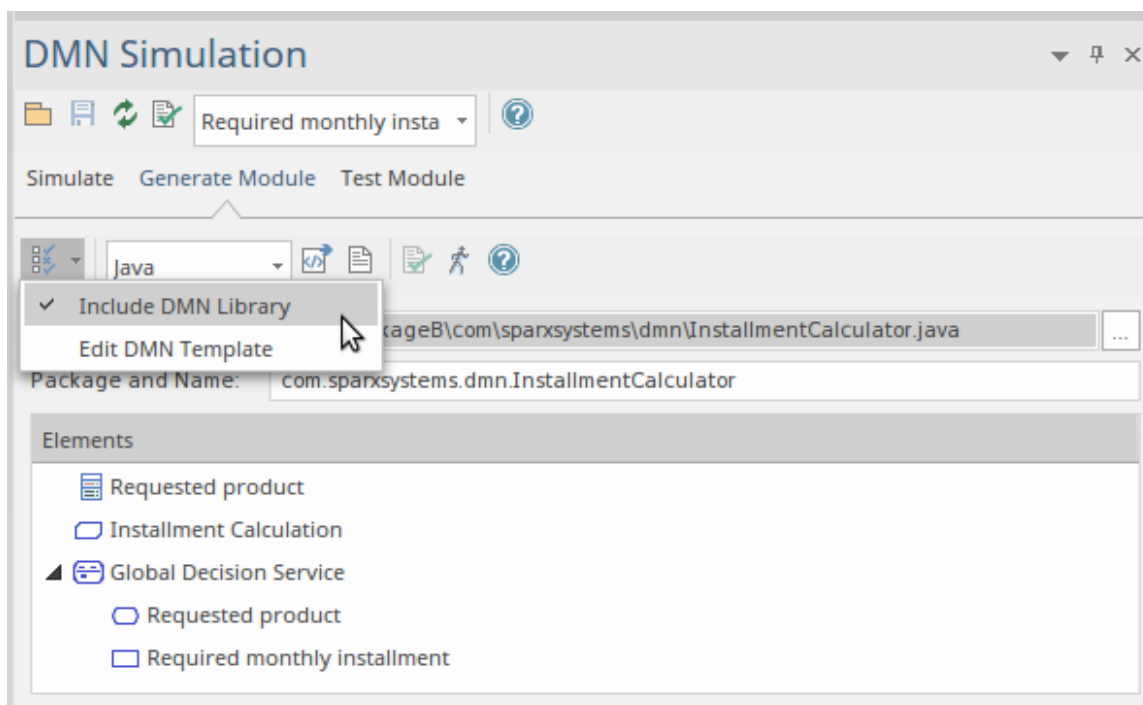 DMN Simulation
Required monthly insta
Simulate Generate Module Test Module
Java
Include DMN Library
kageB\com\sparxsystems\dmn\InstallmentCalculator.java
...
Edit DMN Template
Package and Name: com.sparxsystems.dmn.InstallmentCalculator
Elements
Requested product
Installment Calculation
Global Decision Service
Requested product
Required monthly installment